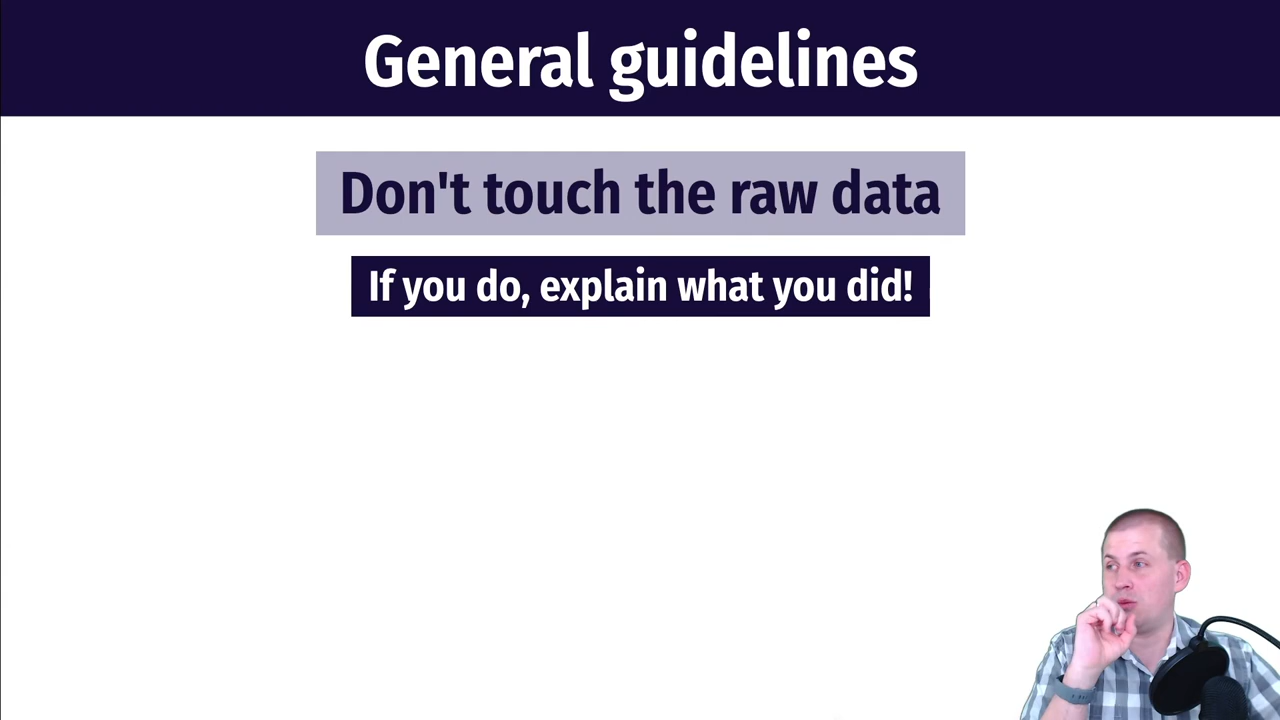 General guidelines
Don't touch the raw data
If you do, explain what you did!